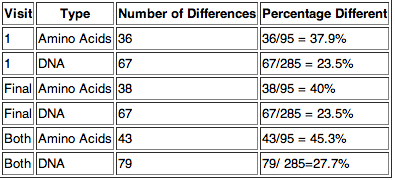 Visit Type Number of Differences Percentage Different
1 Amino Acids 36 36/95 = 37.9%
1 DNA 67 67/285 = 23.5%
Final Amino Acids 38 38/95 = 40%
Final DNA 67 67/285 = 23.5%
Both Amino Acids 43 43/95 = 45.3%
Both DNA 79 79/ 285=27.7%